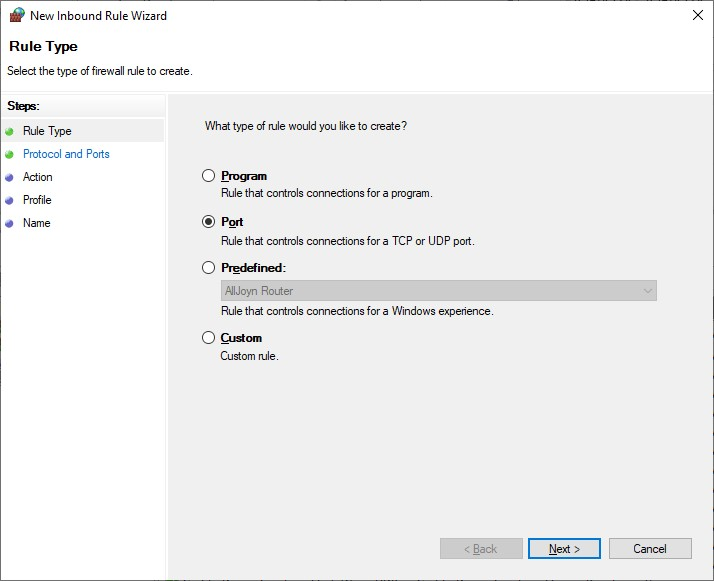 New Inbound Rule Wizard
Rule Type
Select the type of firewall rule to create.
Steps:
Rule Type
Protocol and Ports
Action
Profile
Name
What type of rule would you like to create?
Program
Rule that controls connections for a program.
Port
Rule that controls connections for a TCP or UDP port.
Predefined:
AllJoyn Router
Rule that controls connections for a Windows experience.
Custom
Custom rule.
< Back
Next >
Cancel